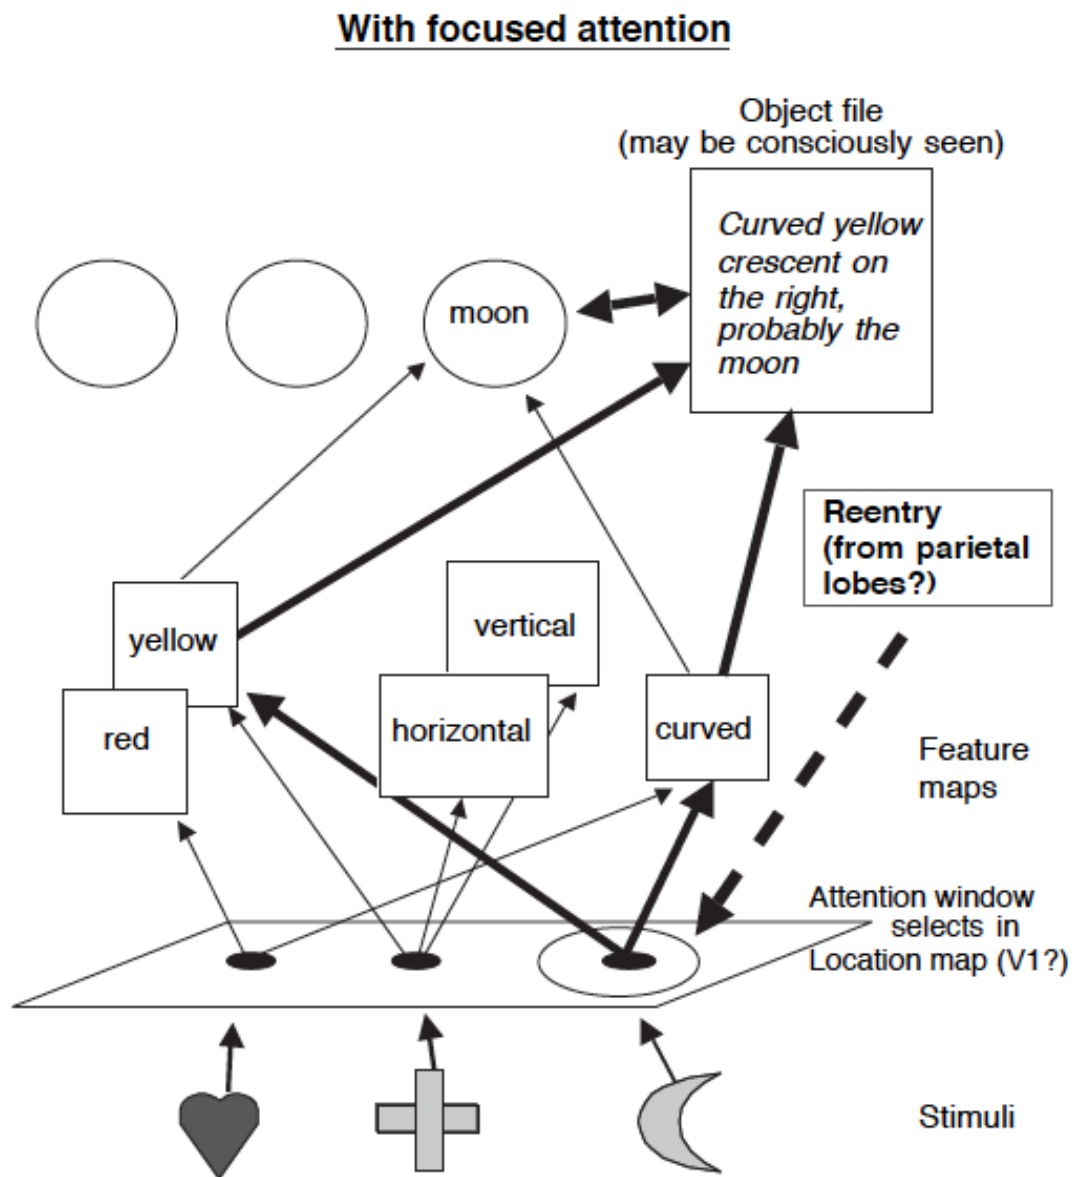 With focused attention
Object file
(may be consciously seen)
Curved yellow
crescent on
the right,
probably the
moon
moon
Reentry
(from parietal
lobes?)
yellow
vertical
red
horizontal
curved
Feature
maps
Attention window
selects in
Location map (V1?)
Stimuli